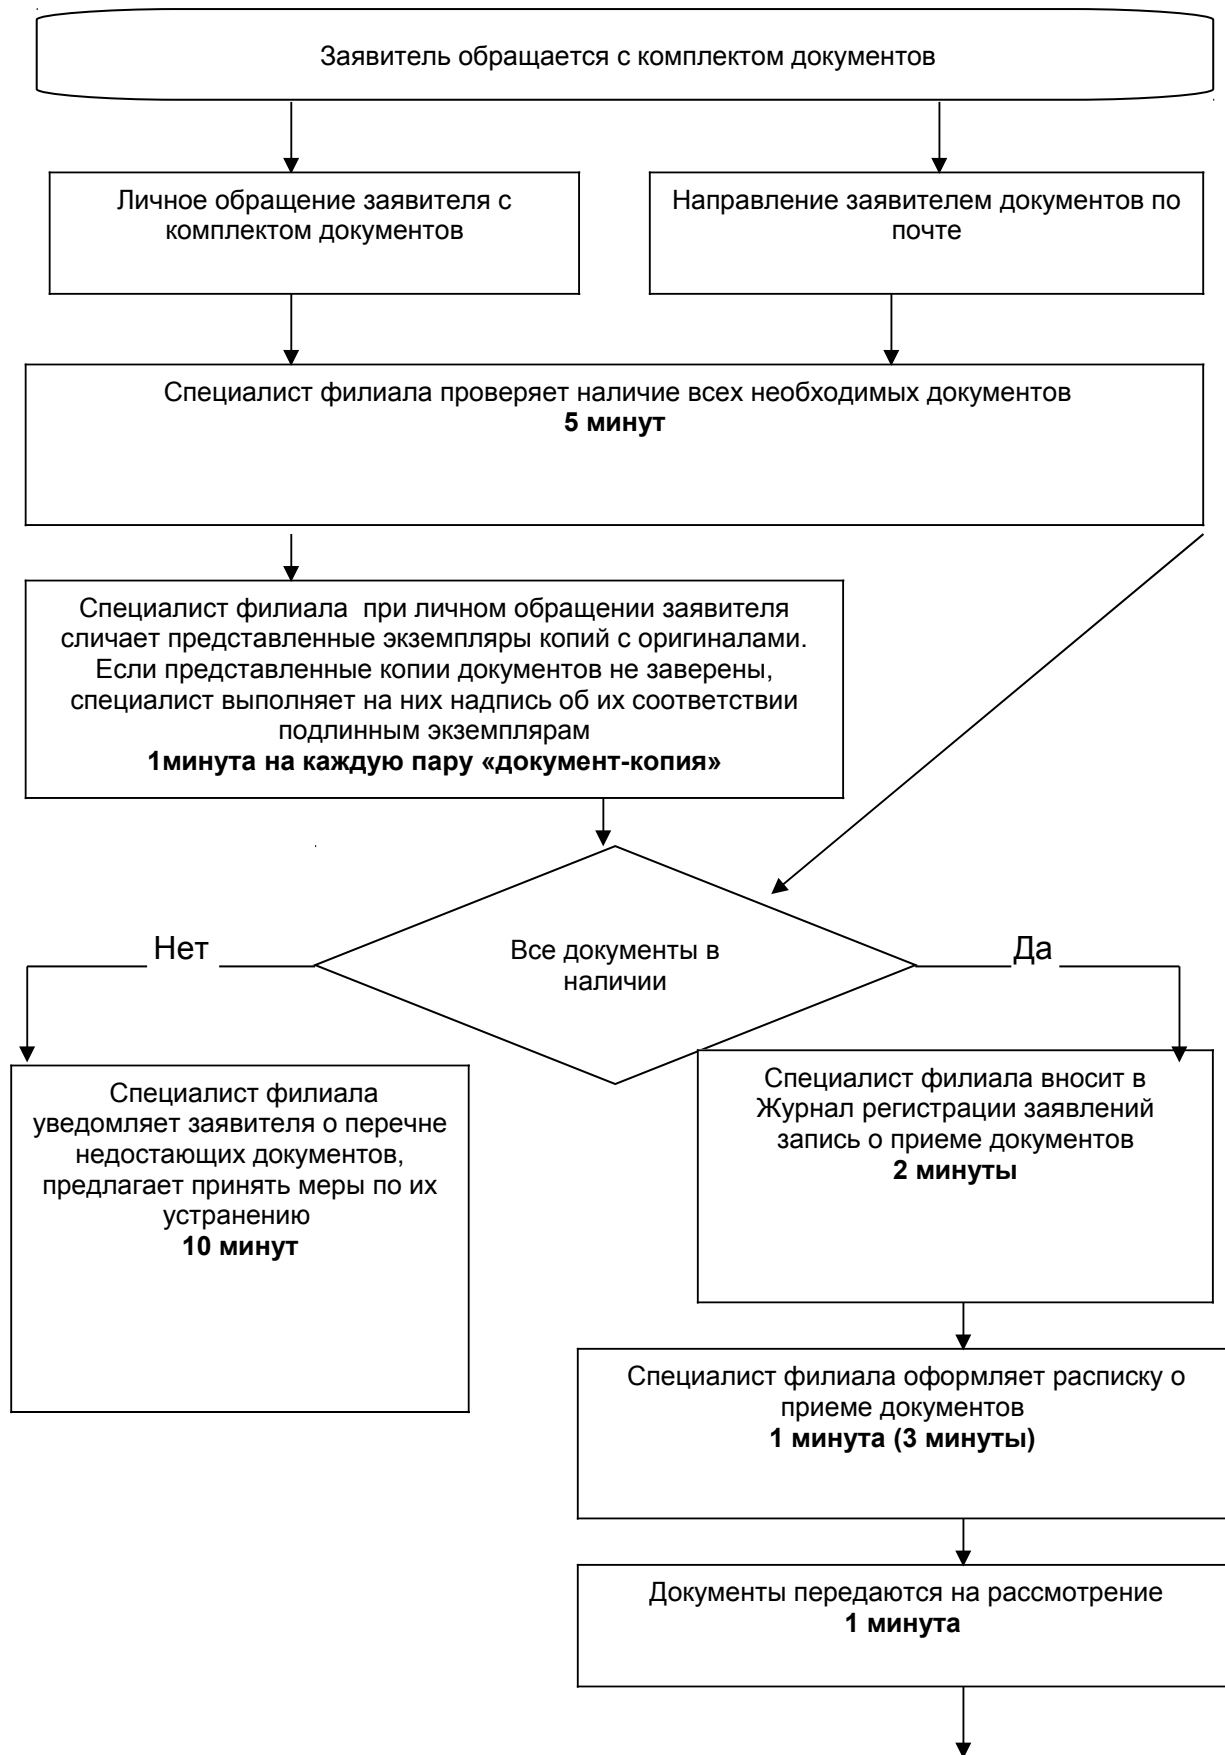 Заявитель обращается с комплектом документов
Личное обращение заявителя с
комплектом документов
Направление заявителем документов по
почте
Специалист филиала проверяет наличие всех необходимых документов
5 минут
Специалист филиала  при личном обращении заявителя
сличает представленные экземпляры копий с оригиналами.
Если представленные копии документов не заверены,
специалист выполняет на них надпись об их соответствии
подлинным экземплярам
1минута на каждую пару «документ-копия»
Нет
Все документы в
наличии
Да
Специалист филиала
уведомляет заявителя о перечне
недостающих документов,
предлагает принять меры по их
устранению
10 минут
Специалист филиала вносит в
Журнал регистрации заявлений
запись о приеме документов
2 минуты
Специалист филиала оформляет расписку о
приеме документов
1 минута (3 минуты)
Документы передаются на рассмотрение
1 минута